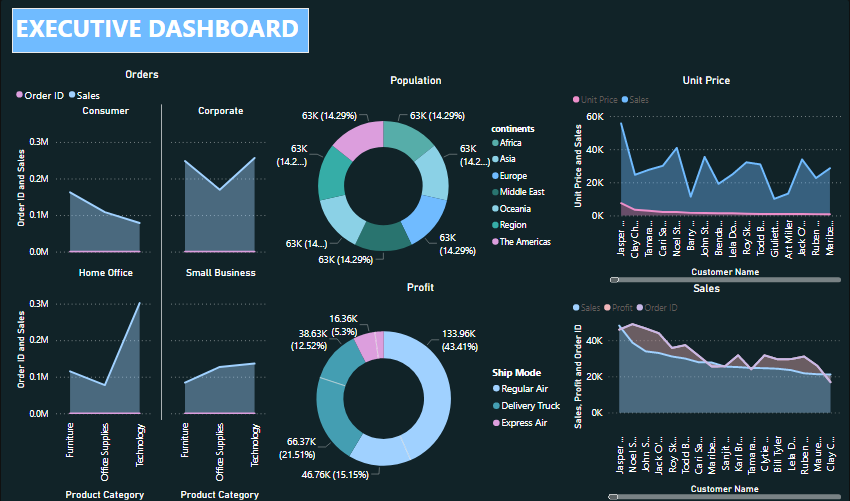 EXECUTIVE DASHBOARD
Orders
Order ID Sales
Consumer
Corporate
Order ID and Sales
0.3M
0.2M
0.1M
0.0M
Home Office
Small Business
Order ID and Sales
0.3M
0.2M
0.1M
0.0M
Furniture
Office Supplies
Technology
Furniture
Office Supplies
Technology
Product Category
Product Category
Population
63K (14.29%)
63K (14.29%)
63K
(14.2...)
63K
(14.2...)
63K (14...)
63K
(14.29%)
63K (14.29%)
continents
Africa
Asia
Europe
Middle East
Oceania
Region
The Americas
Profit
16.36K
(5.3%)
38.63K
(12.52%)
133.96K
(43.41%)
66.37K
(21.51%)
46.76K (15.15%)
Ship Mode
Regular Air
Delivery Truck
Express Air
Unit Price
Unit Price Sales
Unit Price and Sales
60K
40K
20K
0K
Jasper ...
Clay Ch...
Tamara...
Cari Sa...
Noel St...
Barry ...
John St...
Brenda...
Lela Do...
Roy Sk...
Todd B...
Giuliett...
Art Miller
Jack O'...
Ruben ...
Maribe...
Customer Name
Sales
Sales Profit Order ID
Sales, Profit and Order ID
40K
20K
0K
Jasper ...
Noel S...
John S...
Jack O'...
Roy Sk...
Todd B...
Cari Sa...
Maribe...
Sanjit ...
Karl Br...
Tamara...
Clytie ...
Bill Tyler
Lela D...
Ruben ...
Maure...
Clay C...
Customer Name